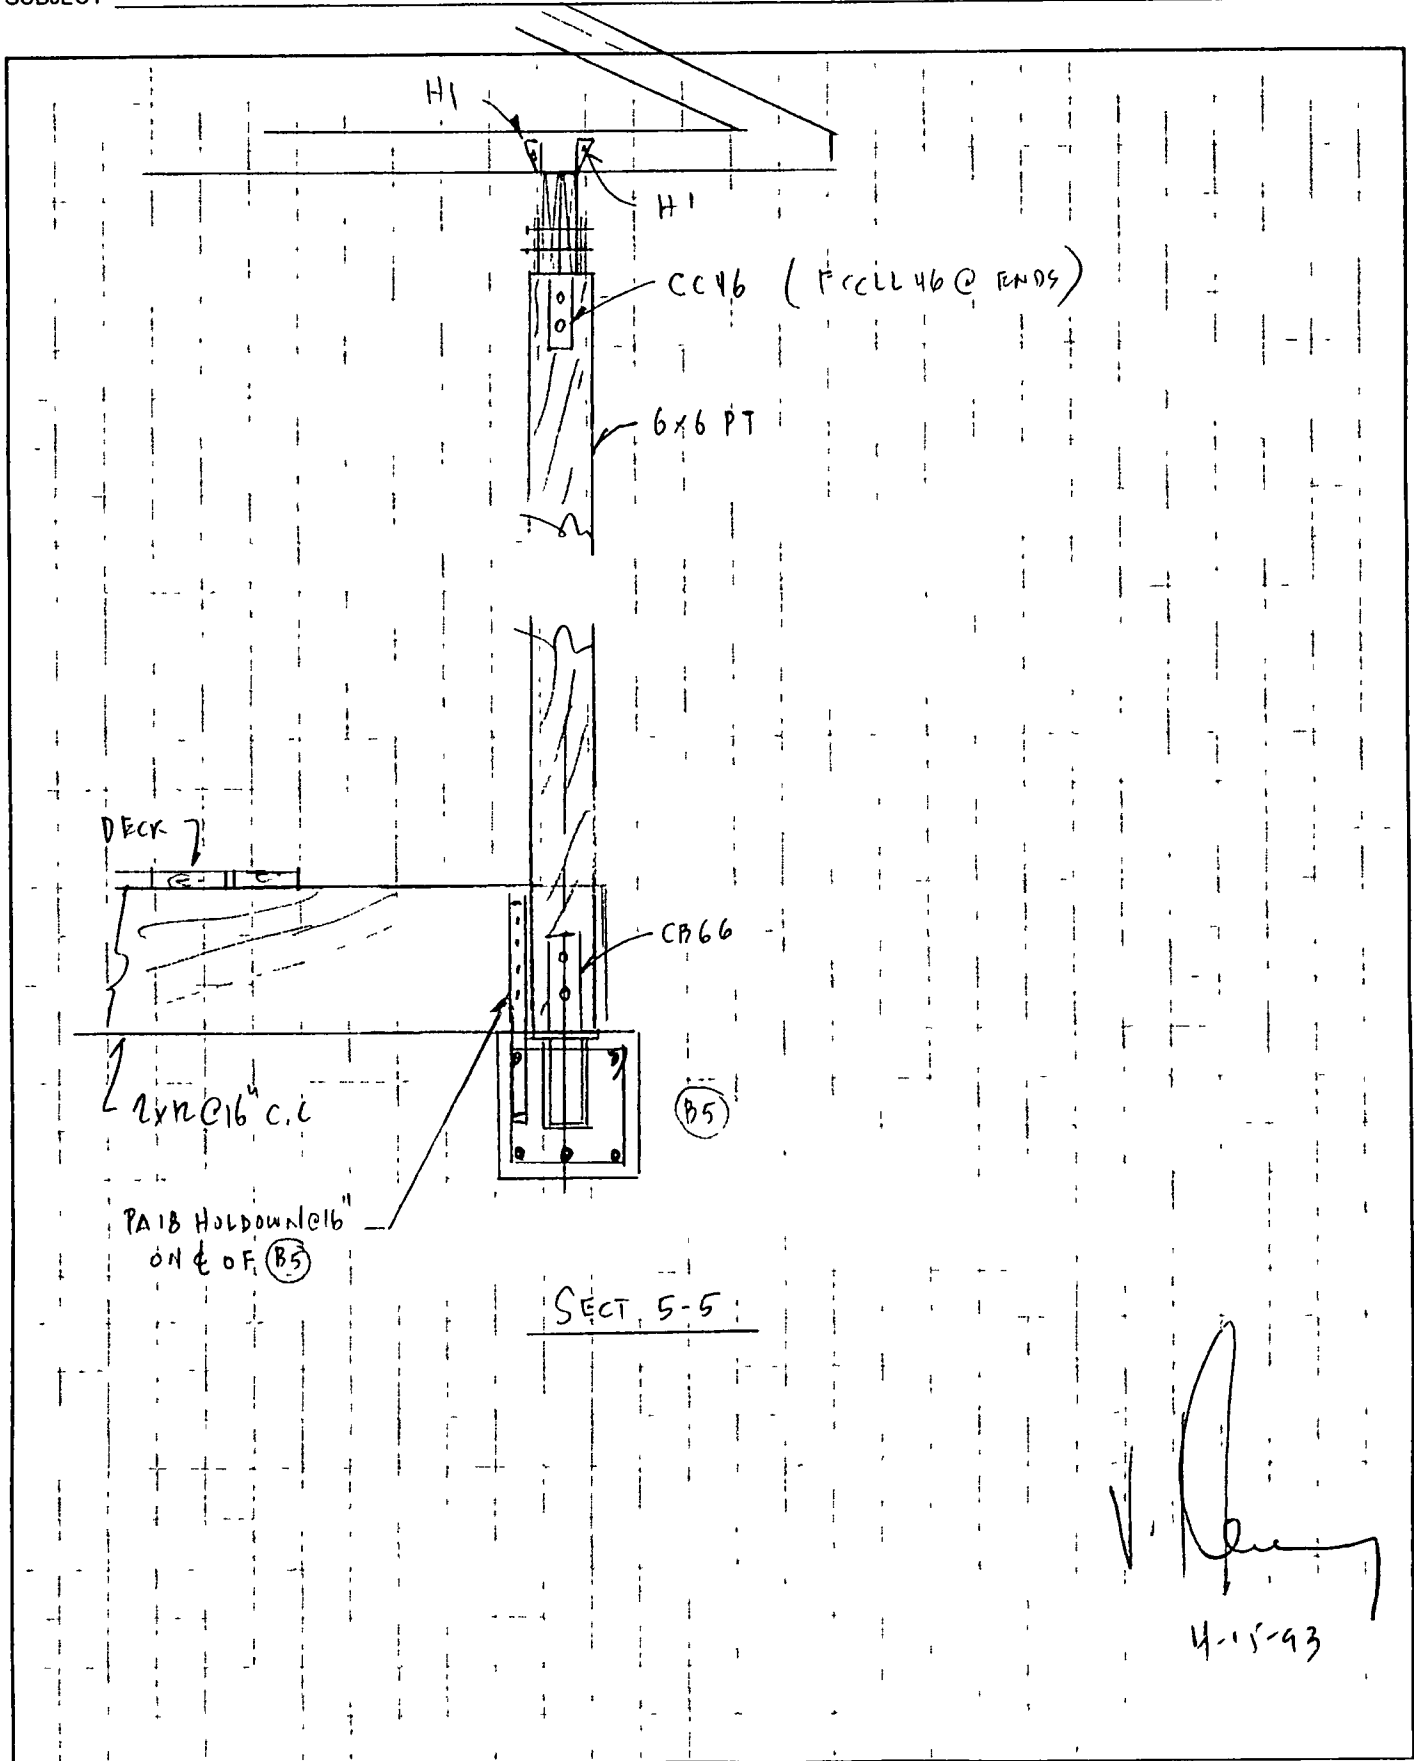 SUBJECT
H1
H1
CC46 ( ECCLL46 @ ENDS)
6x6 PT
DECK
CB66
2x12 @16" C.C
B5
PA18 HOLDOWN @16"
ON ℄ OF B5
SECT 5-5
4-15-93